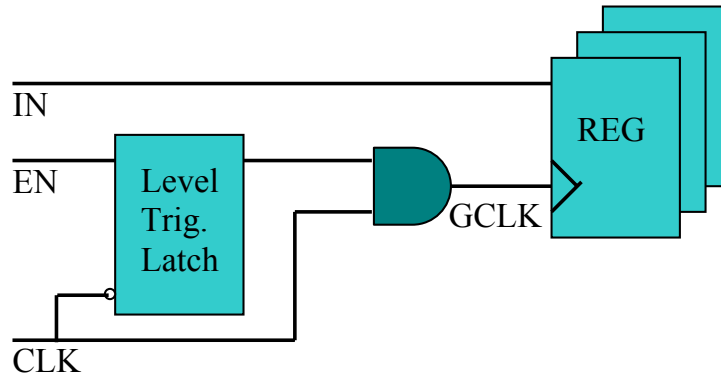 IN
REG
EN
Level
Trig.
Latch
GCLK
CLK